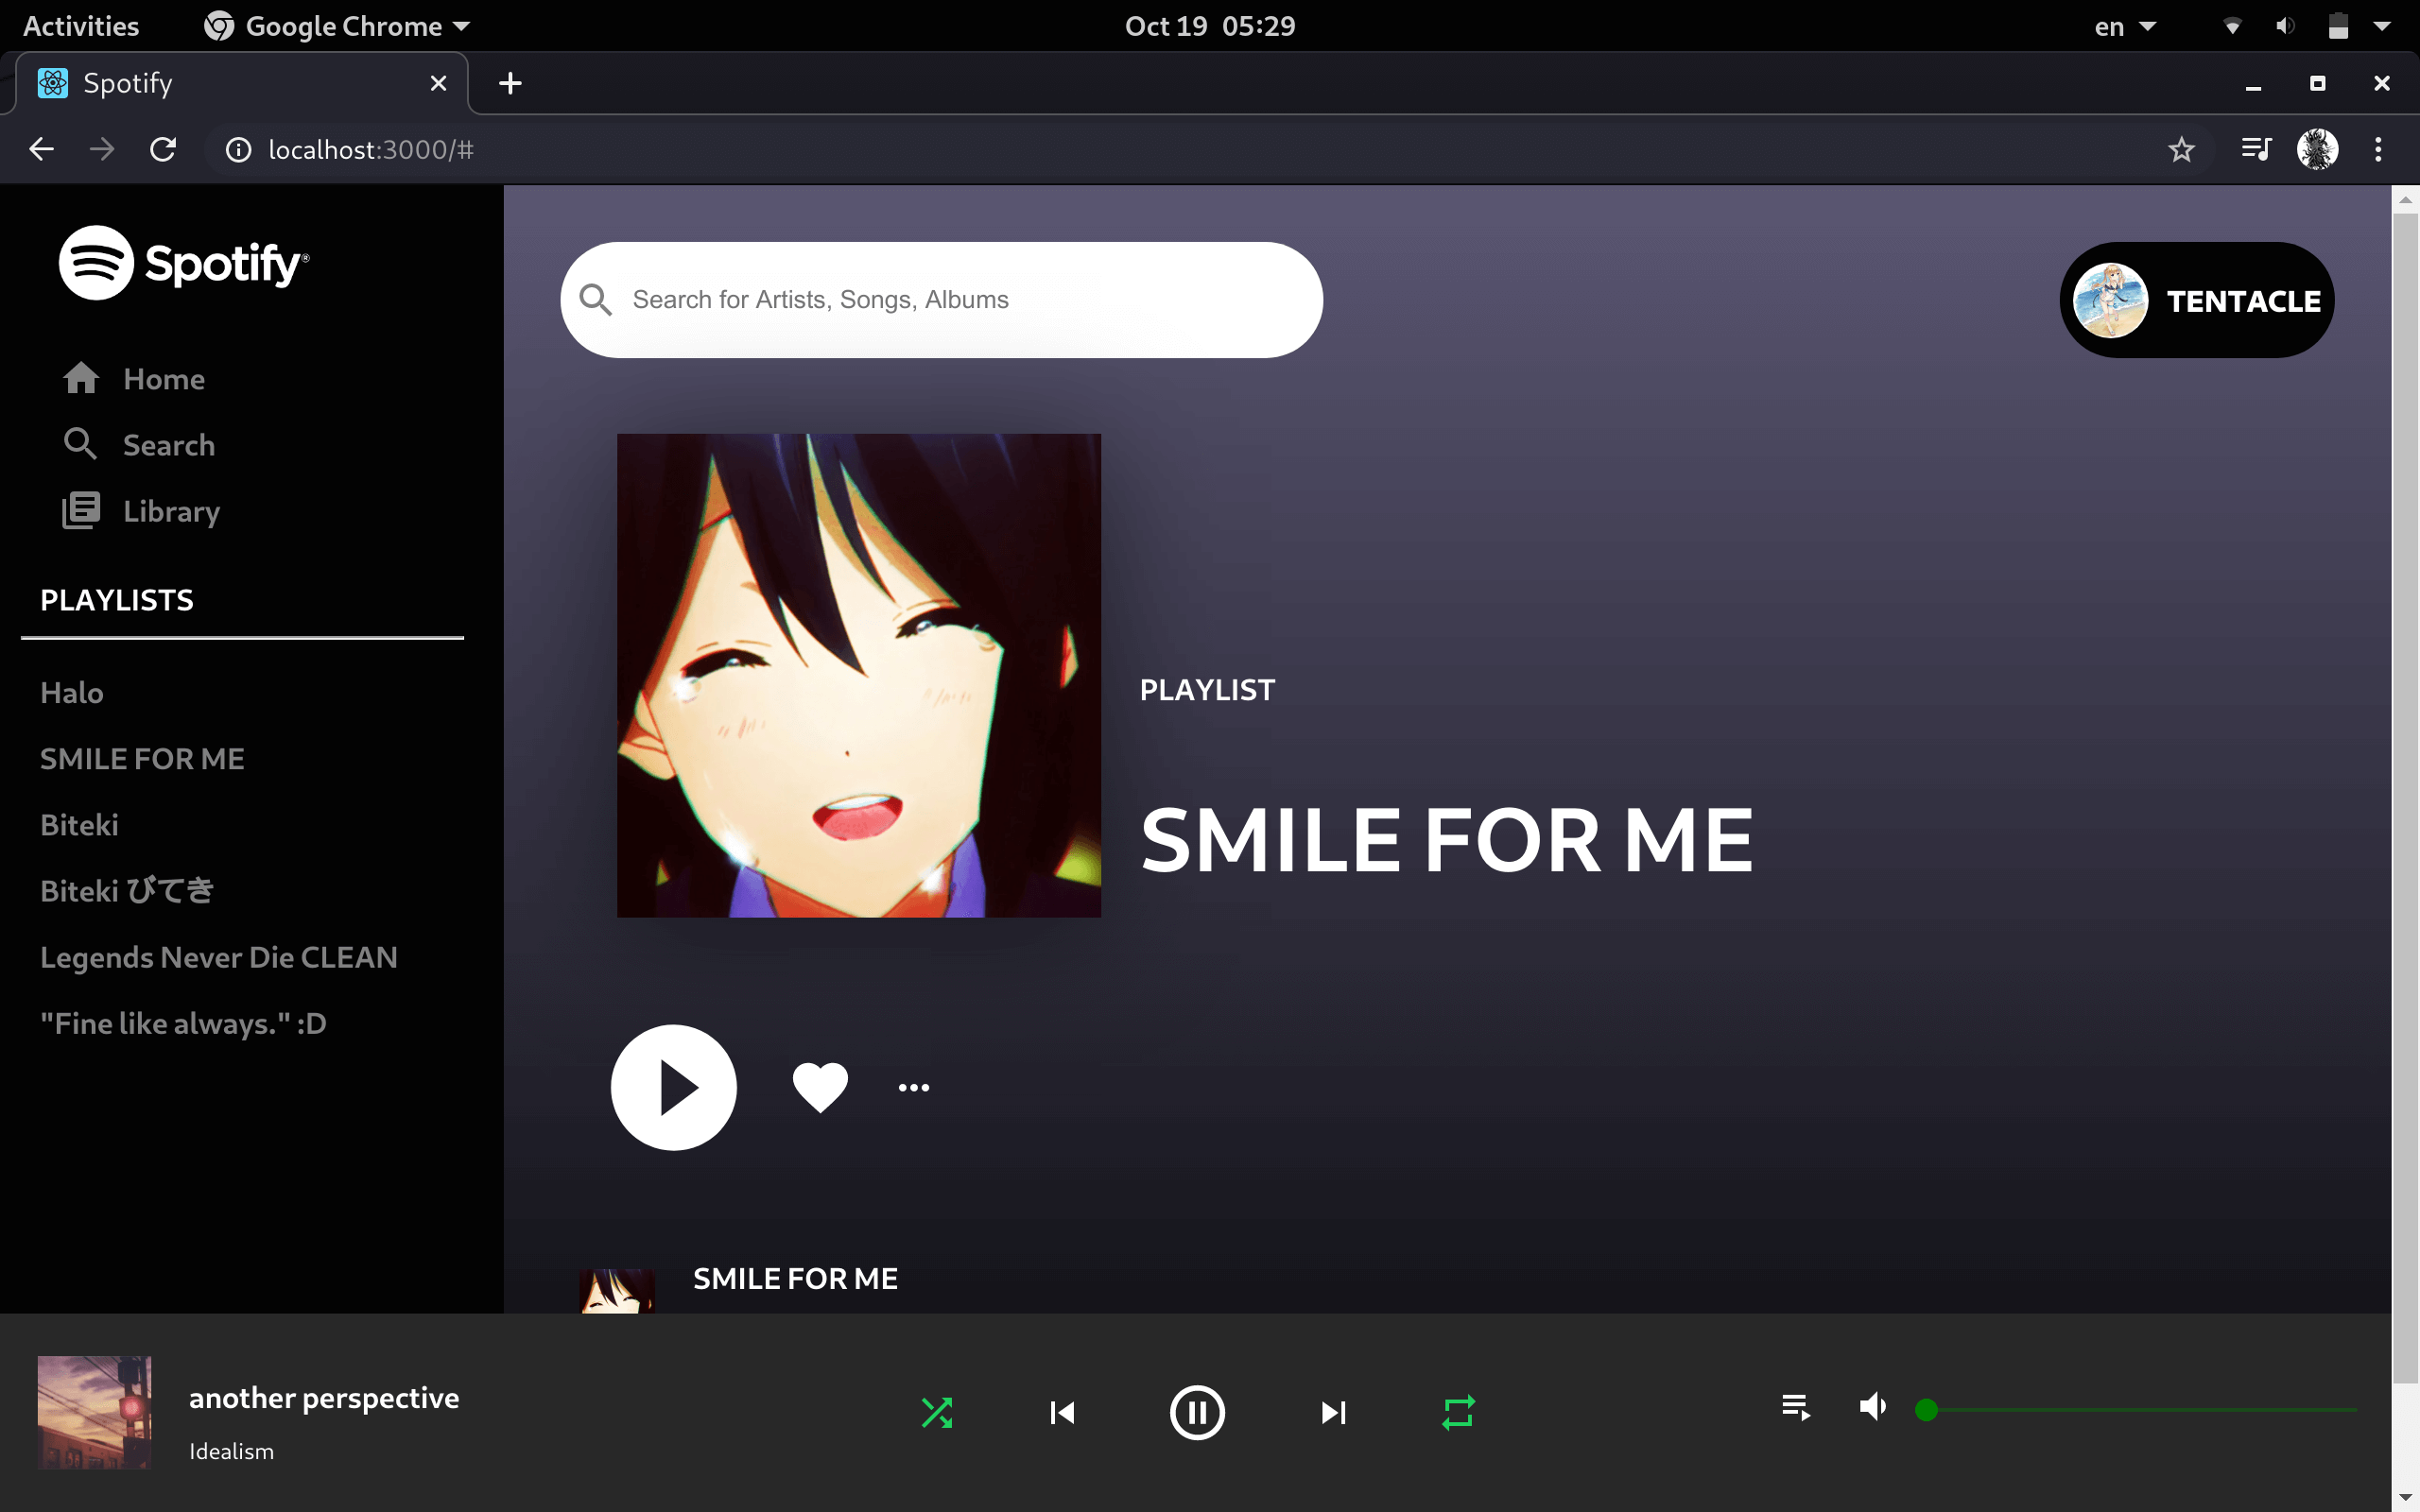 Activities
Google Chrome
Oct 19 05:29
en
Spotify
localhost:3000/#
Spotify®
Search for Artists, Songs, Albums
TENTACLE
Home
Search
Library
PLAYLISTS
Halo
SMILE FOR ME
Biteki
Biteki びてき
Legends Never Die CLEAN
"Fine like always." :D
PLAYLIST
SMILE FOR ME
SMILE FOR ME
another perspective
Idealism